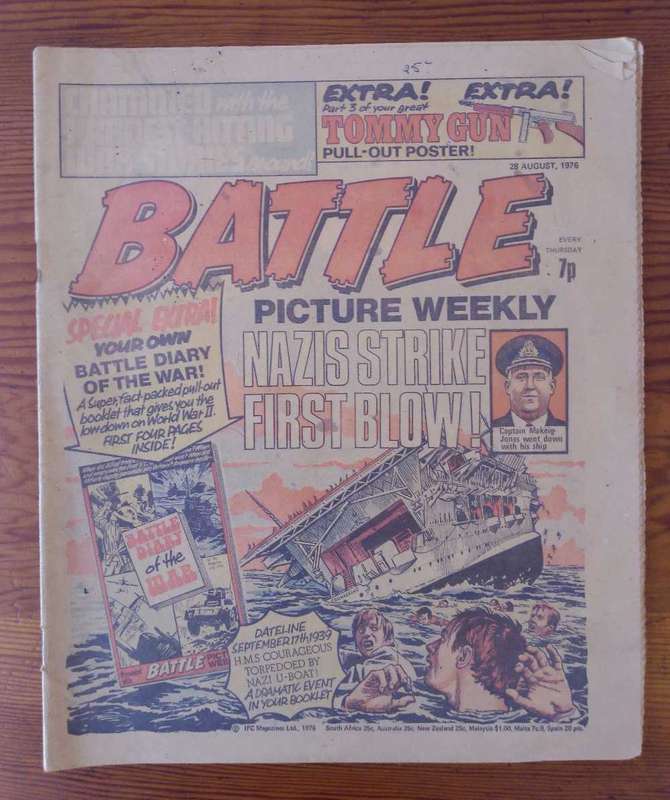 25
with the
EXTRA! EXTRA!
Part 3 of your great
TOMMY GUN
PULL-OUT POSTER!
28 AUGUST, 1976
BATTLE
EVERY
THURSDAY
7p
PICTURE WEEKLY
SPECIAL EXTRA!
YOUR OWN
BATTLE DIARY
OF THE WAR!
A Super, fact-packed pull-out
booklet that gives you the
low-down on World War II.
FIRST FOUR PAGES
INSIDE!
NAZIS STRIKE
FIRST BLOW!
Captain Makeig-
Jones went down
with his ship
BATTLE
DIARY
of the
WAR
BATTLE
DATELINE
SEPTEMBER 17th 1939
H.M.S COURAGEOUS
TORPEDOED BY
NAZI U-BOAT!
A DRAMATIC EVENT
IN YOUR BOOKLET
© IPC Magazines Ltd., 1976 South Africa 25c, Australia 25c, New Zealand 25c, Malaysia $1.00, Malta 7c.8, Spain 20 pts.